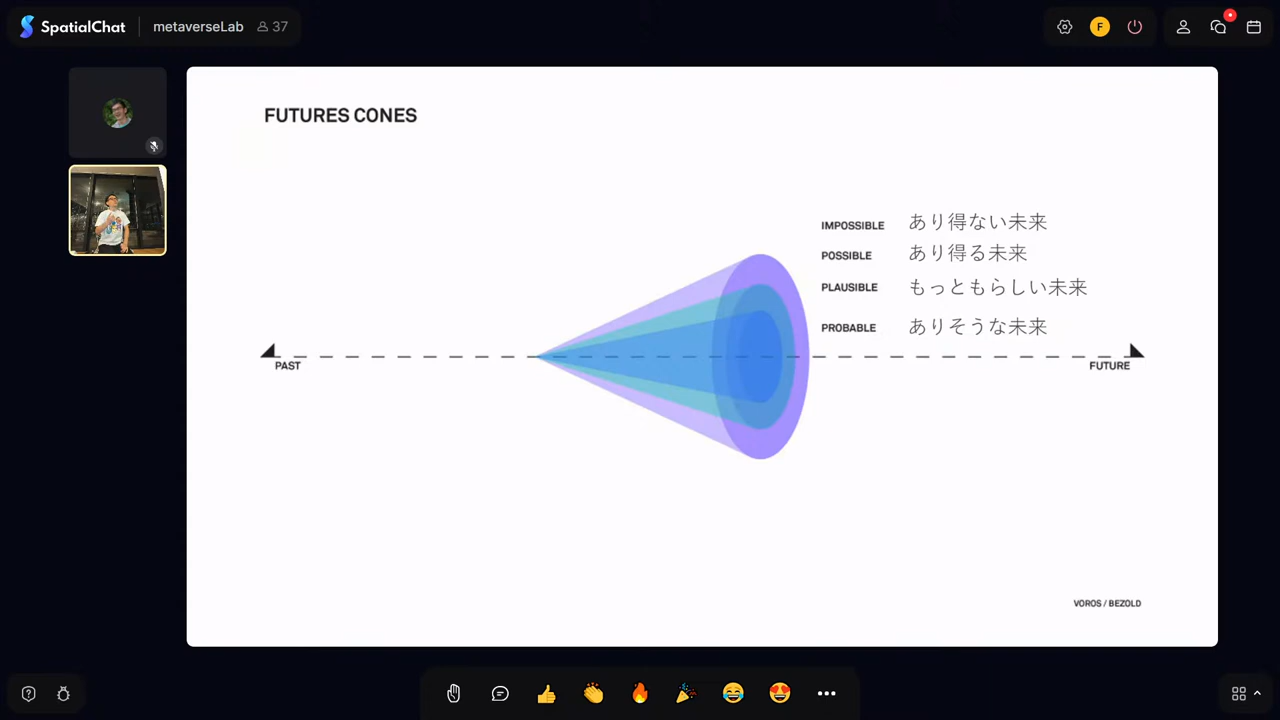 SpatialChat
metaverseLab
37
F
FUTURES CONES
IMPOSSIBLE あり得ない未来
POSSIBLE あり得る未来
PLAUSIBLE もっともらしい未来
PROBABLE ありそうな未来
PAST
FUTURE
VOROS / BEZOLD